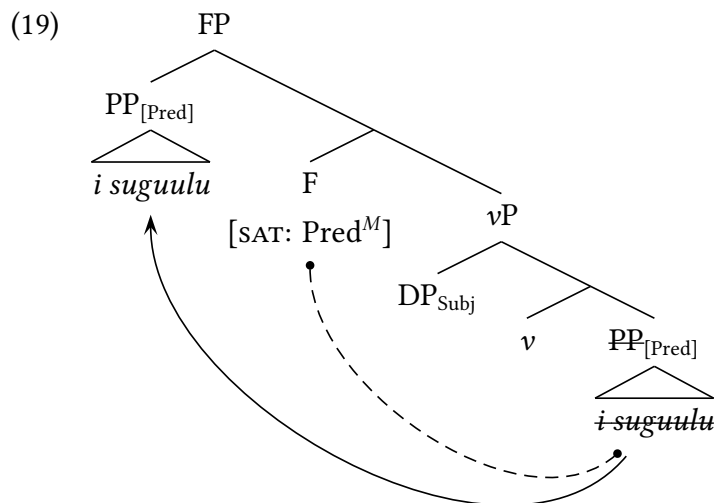 (19)
FP
PP[Pred]
i suguulu
F
[SAT: Pred^M]
vP
DP_Subj
v
PP[Pred]
i suguulu